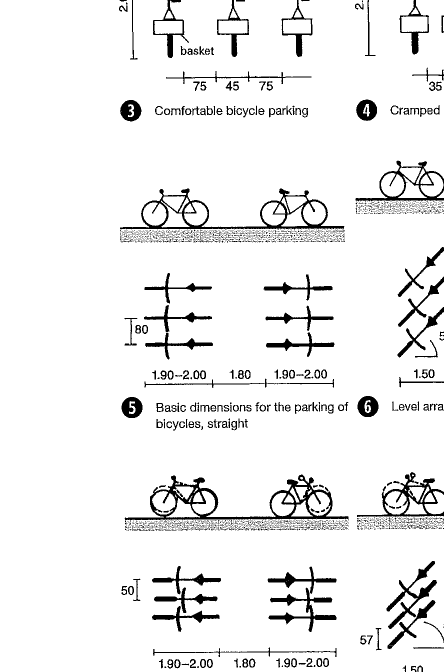 basket
75 45 75
35
3 Comfortable bicycle parking
4 Cramped
80
1.90–2.00 1.80 1.90–2.00
1.50
5 Basic dimensions for the parking of
bicycles, straight
6 Level arra
50
57
1.90–2.00 1.80 1.90–2.00
1.50